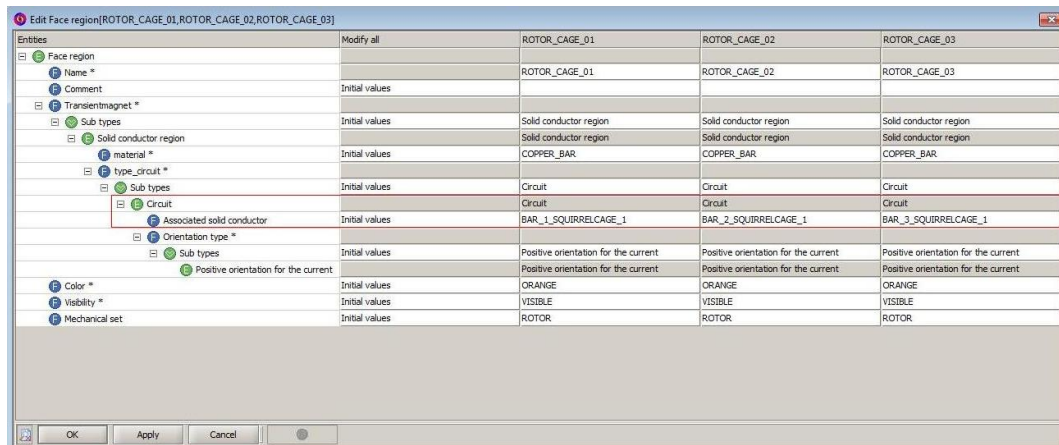 Edit Face region[ROTOR_CAGE_01,ROTOR_CAGE_02,ROTOR_CAGE_03]
Entities Modify all ROTOR_CAGE_01 ROTOR_CAGE_02 ROTOR_CAGE_03
E Face region
F Name * ROTOR_CAGE_01 ROTOR_CAGE_02 ROTOR_CAGE_03
F Comment Initial values
F Transientmagnet *
Sub types Initial values Solid conductor region Solid conductor region Solid conductor region
E Solid conductor region Solid conductor region Solid conductor region Solid conductor region
F material * Initial values COPPER_BAR COPPER_BAR COPPER_BAR
F type_circuit *
Sub types Initial values Circuit Circuit Circuit
E Circuit Circuit Circuit Circuit
F Associated solid conductor Initial values BAR_1_SQUIRRELCAGE_1 BAR_2_SQUIRRELCAGE_1 BAR_3_SQUIRRELCAGE_1
F Orientation type *
Sub types Initial values Positive orientation for the current Positive orientation for the current Positive orientation for the current
E Positive orientation for the current Positive orientation for the current Positive orientation for the current Positive orientation for the current
F Color * Initial values ORANGE ORANGE ORANGE
F Visibility * Initial values VISIBLE VISIBLE VISIBLE
F Mechanical set Initial values ROTOR ROTOR ROTOR
OK Apply Cancel